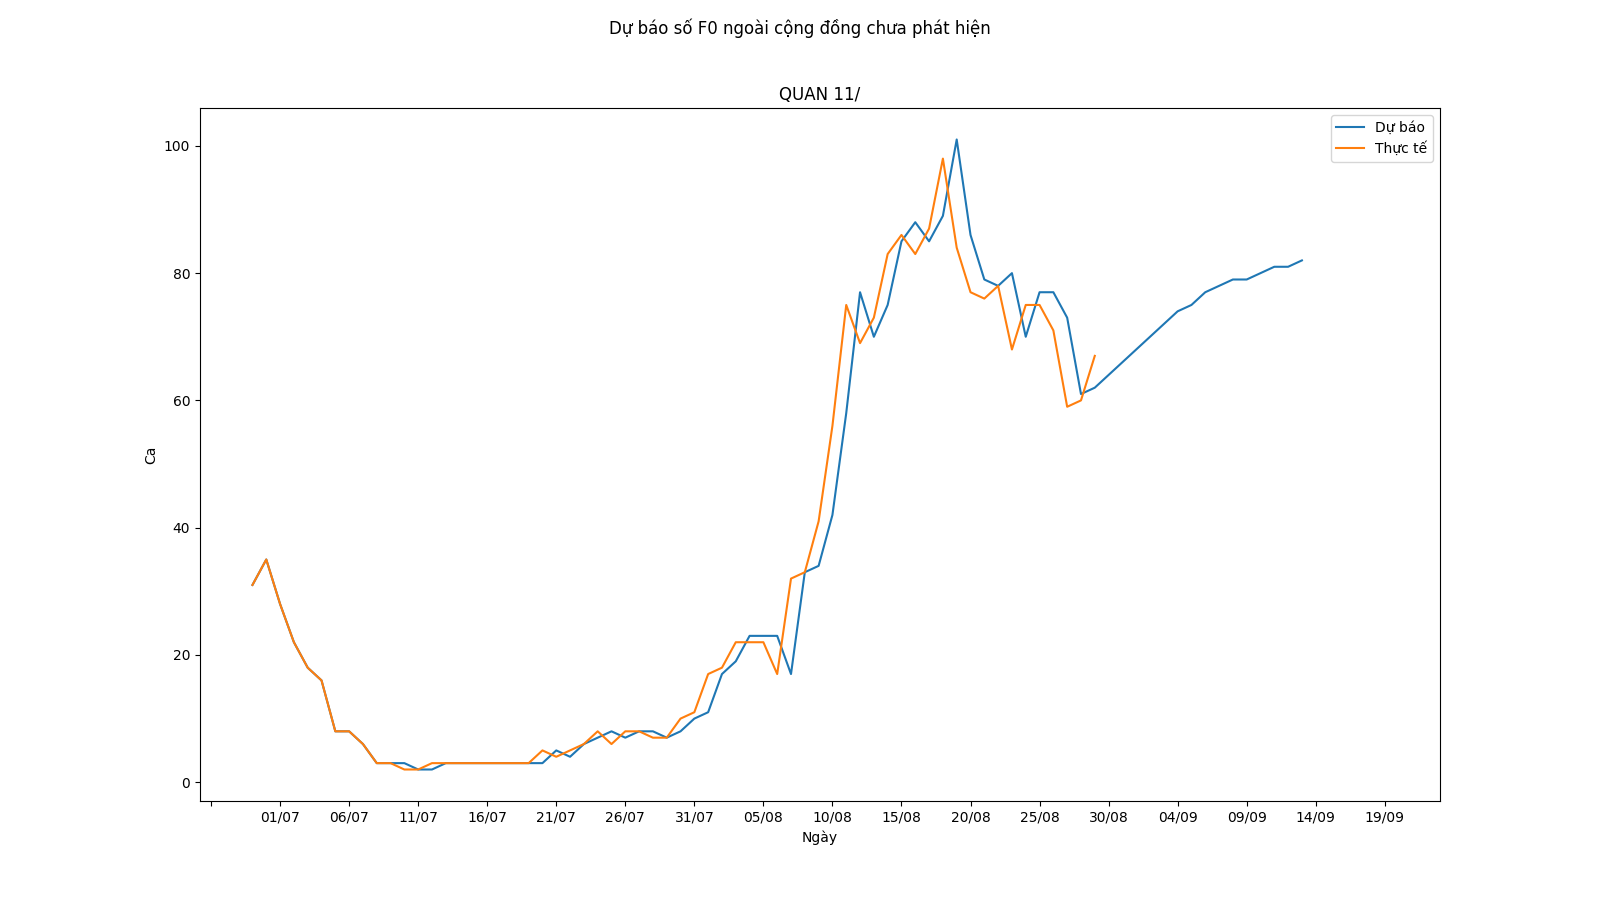 Dự báo số F0 ngoài cộng đồng chưa phát hiện
QUAN 11/
Dự báo
Thực tế
100
80
60
40
20
0
Ca
01/07 06/07 11/07 16/07 21/07 26/07 31/07 05/08 10/08 15/08 20/08 25/08 30/08 04/09 09/09 14/09 19/09
Ngày